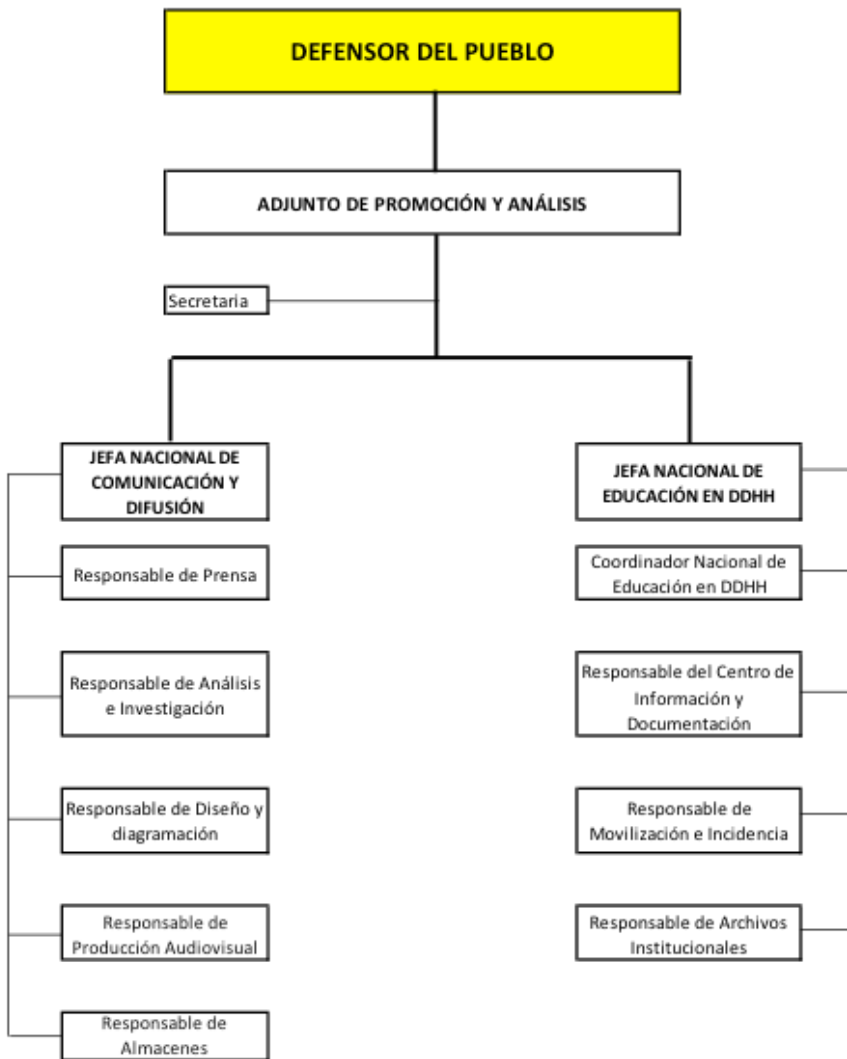 DEFENSOR DEL PUEBLO
ADJUNTO DE PROMOCIÓN Y ANÁLISIS
Secretaria
JEFA NACIONAL DE
COMUNICACIÓN Y
DIFUSIÓN
Responsable de Prensa
Responsable de Análisis
e Investigación
Responsable de Diseño y
diagramación
Responsable de
Producción Audiovisual
Responsable de
Almacenes
JEFA NACIONAL DE
EDUCACIÓN EN DDHH
Coordinador Nacional de
Educación en DDHH
Responsable del Centro de
Información y
Documentación
Responsable de
Movilización e Incidencia
Responsable de Archivos
Institucionales